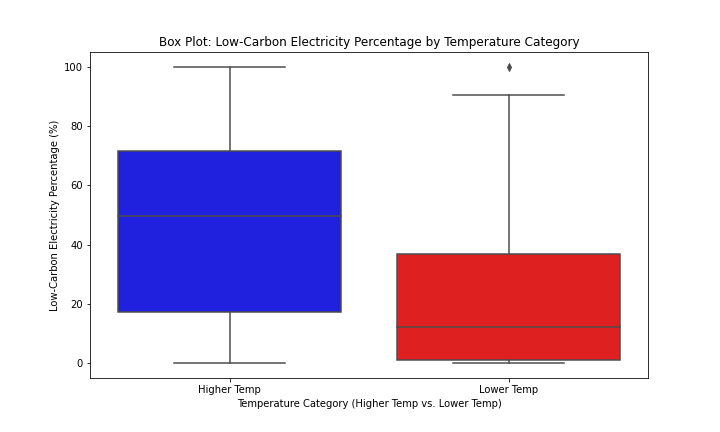 Box Plot: Low-Carbon Electricity Percentage by Temperature Category
Low-Carbon Electricity Percentage (%)
100
80
60
40
20
0
Higher Temp
Lower Temp
Temperature Category (Higher Temp vs. Lower Temp)